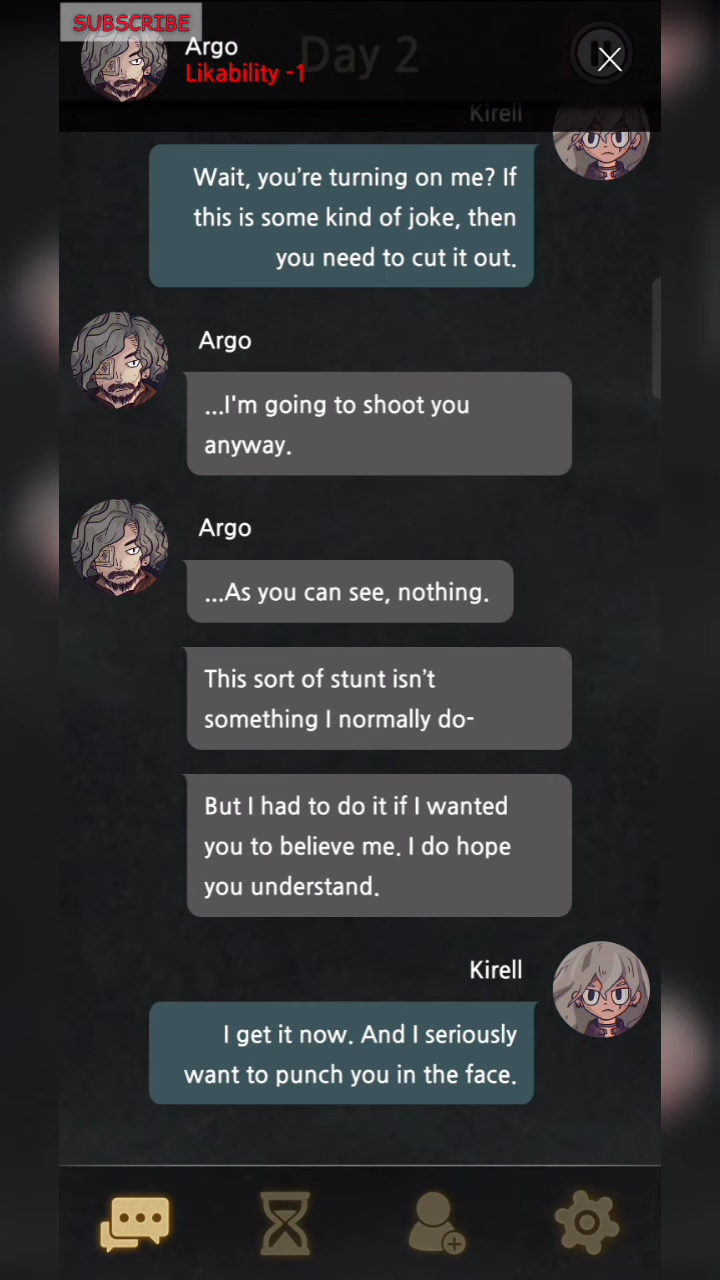 SUBSCRIBE
Argo
Likability -1
Day 2
Kirell
Wait, you’re turning on me? If
this is some kind of joke, then
you need to cut it out.
Argo
...I'm going to shoot you
anyway.
Argo
...As you can see, nothing.
This sort of stunt isn’t
something I normally do-
But I had to do it if I wanted
you to believe me. I do hope
you understand.
Kirell
I get it now. And I seriously
want to punch you in the face.